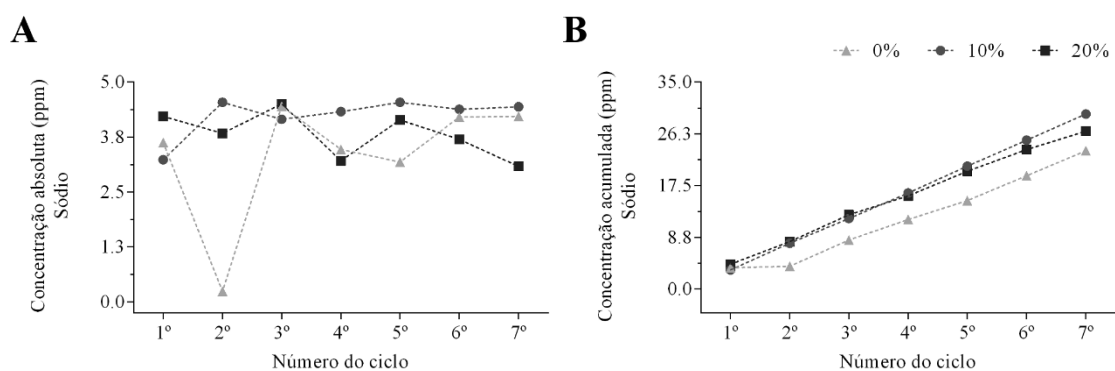 A
Concentração absoluta (ppm)
Sódio
5.0
3.8
2.5
1.3
0.0
1º 2º 3º 4º 5º 6º 7º
Número do ciclo
B
0% 10% 20%
Concentração acumulada (ppm)
Sódio
35.0
26.3
17.5
8.8
0.0
1º 2º 3º 4º 5º 6º 7º
Número do ciclo